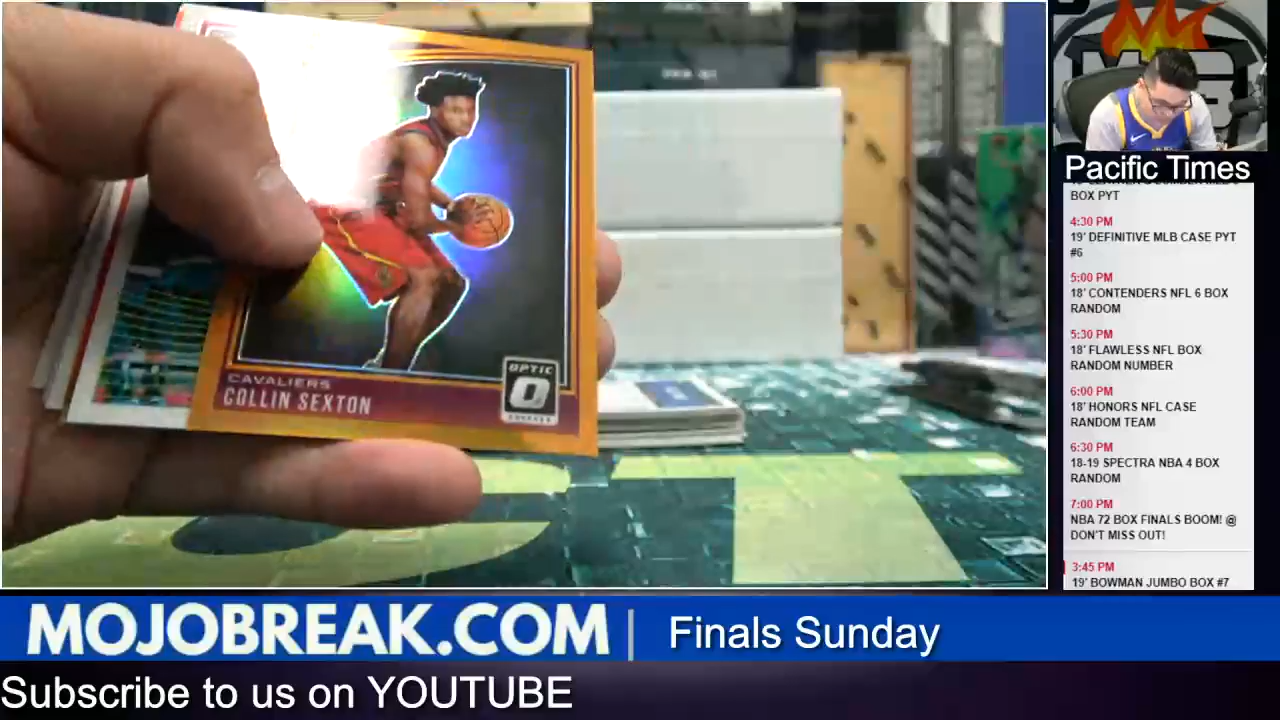 CAVALIERS
COLLIN SEXTON
OPTIC
Pacific Times
BOX PYT
4:30 PM
19' DEFINITIVE MLB CASE PYT
#6
5:00 PM
18' CONTENDERS NFL 6 BOX
RANDOM
5:30 PM
18' FLAWLESS NFL BOX
RANDOM NUMBER
6:00 PM
18' HONORS NFL CASE
RANDOM TEAM
6:30 PM
18-19 SPECTRA NBA 4 BOX
RANDOM
7:00 PM
NBA 72 BOX FINALS BOOM! @
DON'T MISS OUT!
3:45 PM
19' BOWMAN JUMBO BOX #7
MOJOBREAK.COM
Finals Sunday
Subscribe to us on YOUTUBE